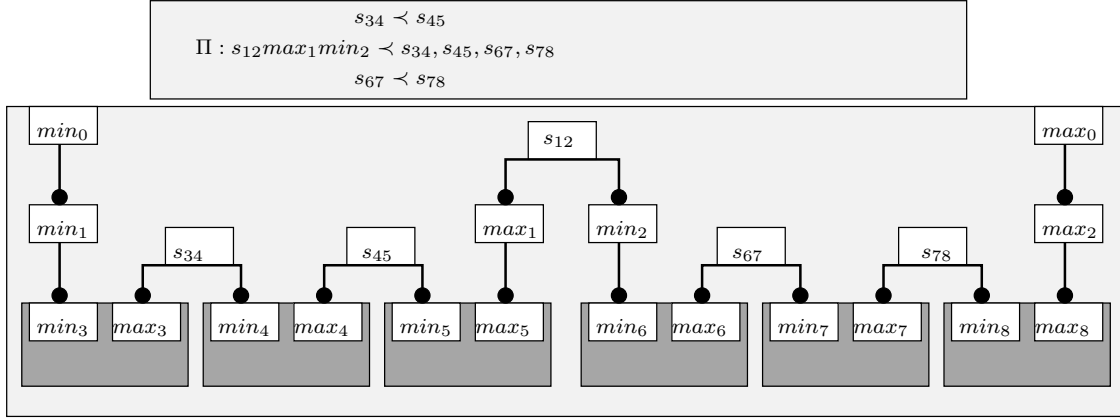 s₃₄ ≺ s₄₅
Π : s₁₂max₁min₂ ≺ s₃₄, s₄₅, s₆₇, s₇₈
s₆₇ ≺ s₇₈
min₀ s₁₂ max₀
min₁ max₁ min₂ max₂
s₃₄ s₄₅ s₆₇ s₇₈
min₃ max₃ min₄ max₄ min₅ max₅ min₆ max₆ min₇ max₇ min₈ max₈